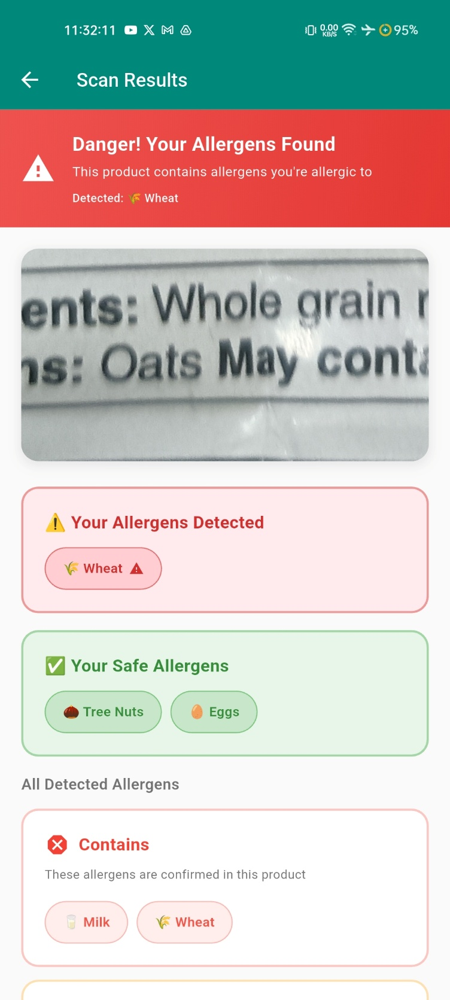 11:32:11
0.00
KB/S
95%
Scan Results
Danger! Your Allergens Found
This product contains allergens you're allergic to
Detected: 🌾 Wheat
ents: Whole grain r
ns: Oats May conta
⚠️ Your Allergens Detected
🌾 Wheat
✅ Your Safe Allergens
🌰 Tree Nuts 🥚 Eggs
All Detected Allergens
Contains
These allergens are confirmed in this product
🥛 Milk 🌾 Wheat